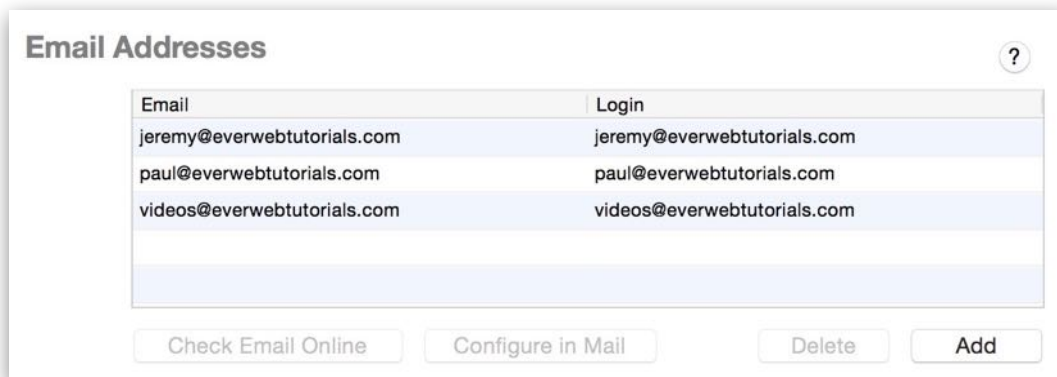 Email Addresses
?
Email Login
jeremy@everwebtutorials.com jeremy@everwebtutorials.com
paul@everwebtutorials.com paul@everwebtutorials.com
videos@everwebtutorials.com videos@everwebtutorials.com
Check Email Online Configure in Mail Delete Add